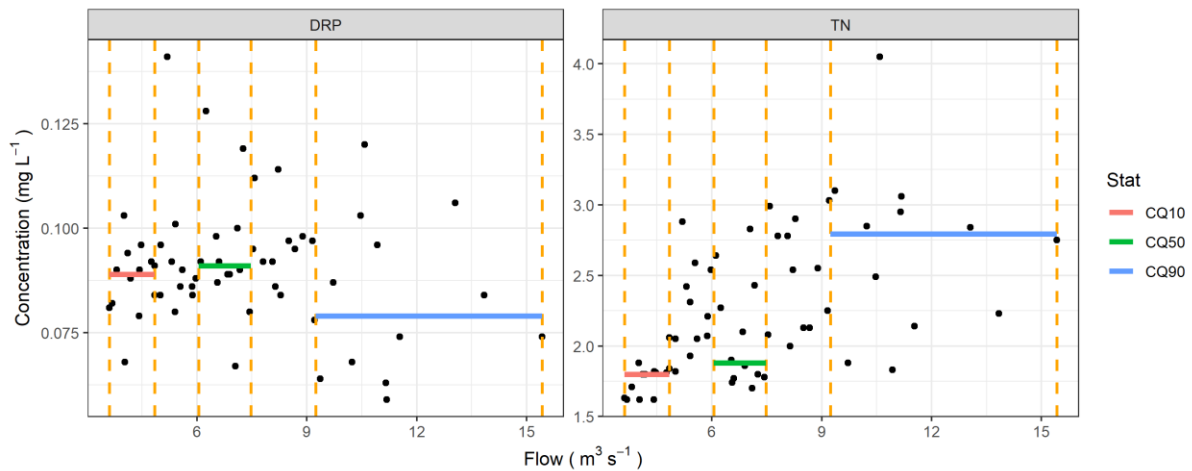 DRP
TN
Concentration (mg L⁻¹)
0.125
0.100
0.075
6
9
12
15
4.0
3.5
3.0
2.5
2.0
1.5
6
9
12
15
Flow ( m³ s⁻¹)
Stat
CQ10
CQ50
CQ90